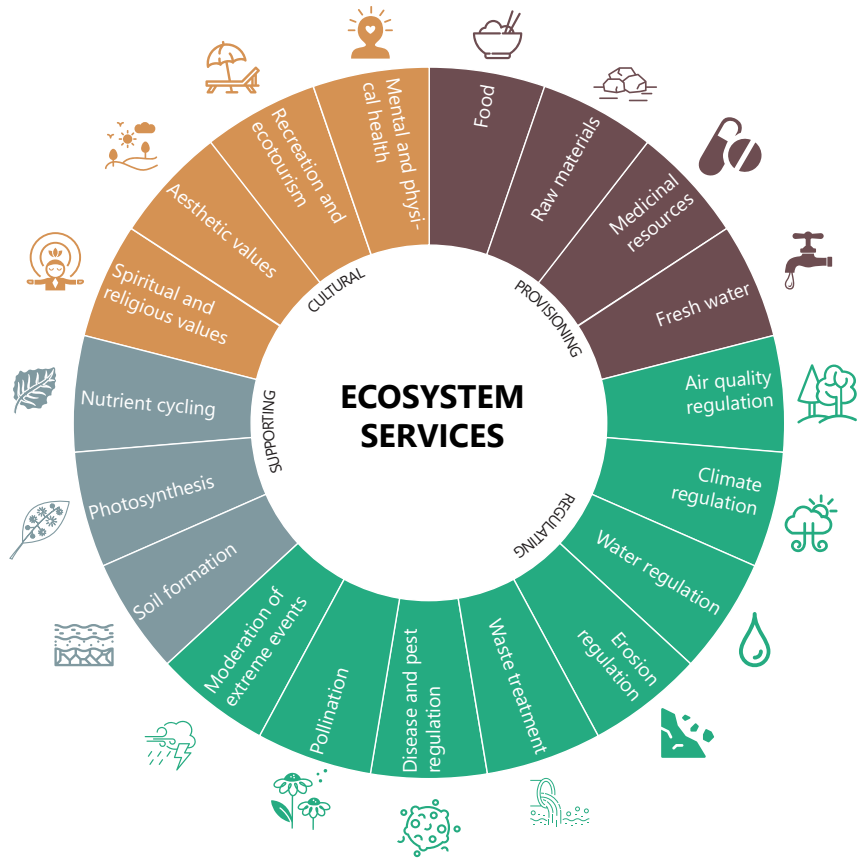 ECOSYSTEM
SERVICES
PROVISIONING
Food
Raw materials
Medicinal
resources
Fresh water
REGULATING
Air quality
regulation
Climate
regulation
Water regulation
Erosion
regulation
Waste treatment
Disease and pest
regulation
Pollination
Moderation of
extreme events
SUPPORTING
Soil formation
Photosynthesis
Nutrient cycling
CULTURAL
Spiritual and
religious values
Aesthetic values
Recreation and
ecotourism
Mental and physi-
cal health